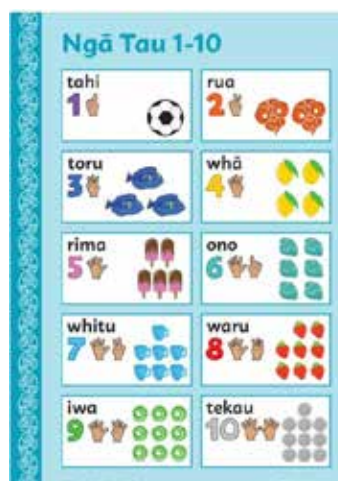 Ngā Tau 1-10
tahi
1
rua
2
toru
3
whā
4
rima
5
ono
6
whitu
7
waru
8
iwa
9
tekau
10